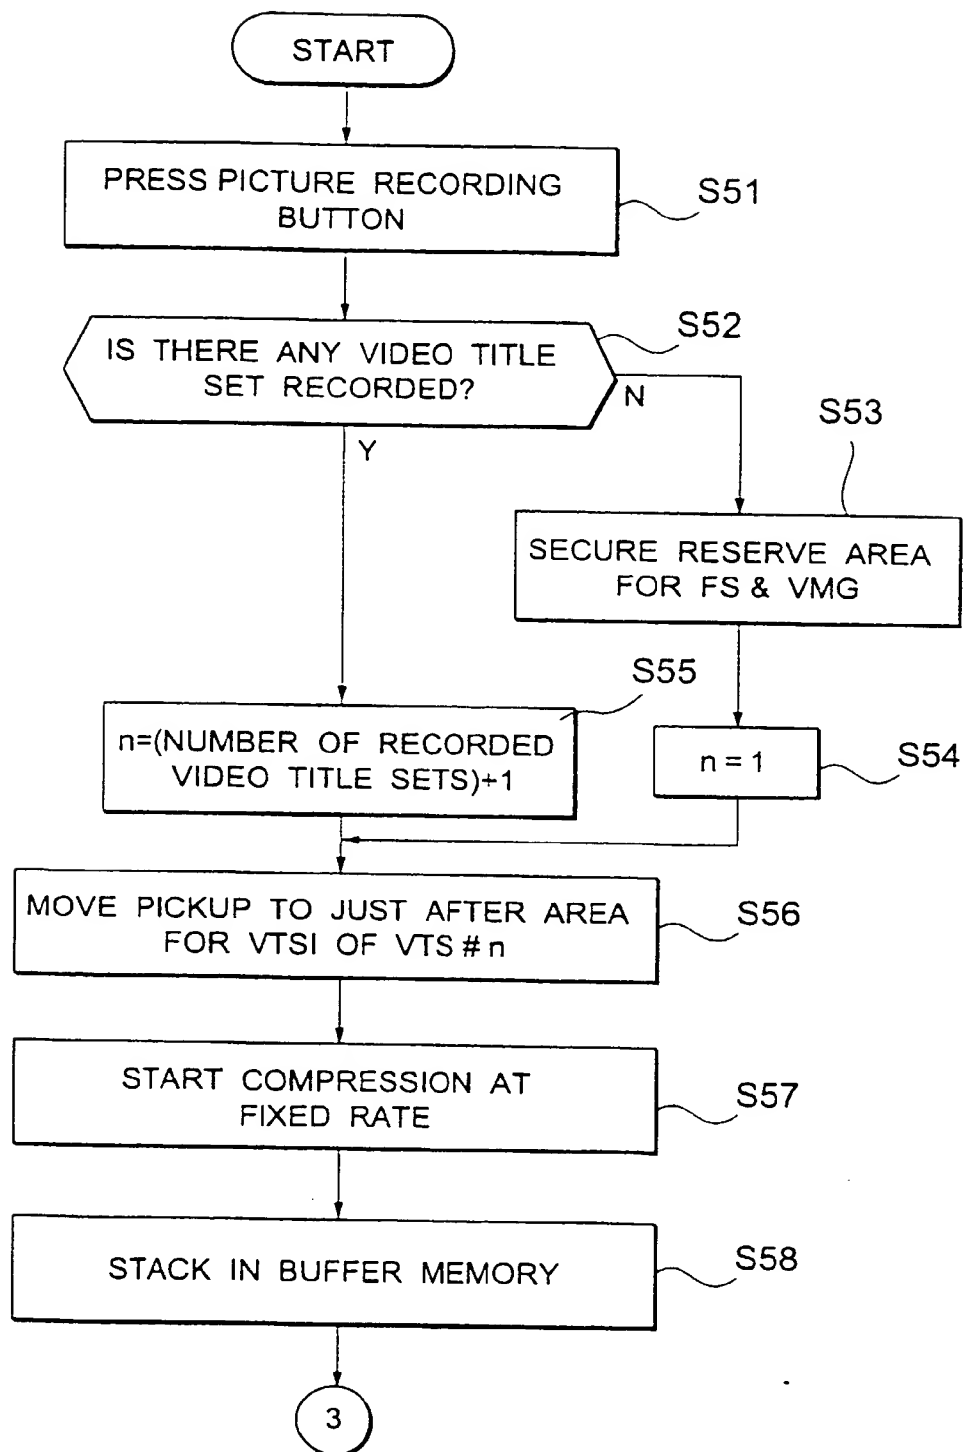 START
PRESS PICTURE RECORDING
BUTTON
S51
IS THERE ANY VIDEO TITLE
SET RECORDED?
S52
N
Y
S53
SECURE RESERVE AREA
FOR FS & VMG
S55
n=(NUMBER OF RECORDED
VIDEO TITLE SETS)+1
n = 1
S54
MOVE PICKUP TO JUST AFTER AREA
FOR VTSI OF VTS # n
S56
START COMPRESSION AT
FIXED RATE
S57
STACK IN BUFFER MEMORY
S58
3